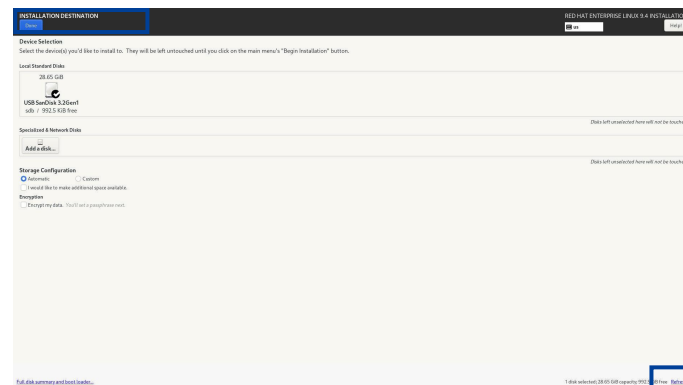 INSTALLATION DESTINATION
RED HAT ENTERPRISE LINUX 9.4 INSTALLATIO
Done
us
Help!
Device Selection
Select the device(s) you'd like to install to. They will be left untouched until you click on the main menu's "Begin Installation" button.
Local Standard Disks
28.65 GiB
USB SanDisk 3.2Gen1
sdb / 992.5 KiB free
Disks left unselected here will not be touche
Specialized & Network Disks
Add a disk...
Disks left unselected here will not be touche
Storage Configuration
Automatic Custom
I would like to make additional space available.
Encryption
Encrypt my data. You'll set a passphrase next.
Full disk summary and boot loader...
1 disk selected; 28.65 GiB capacity; 992.5 iB free Refre